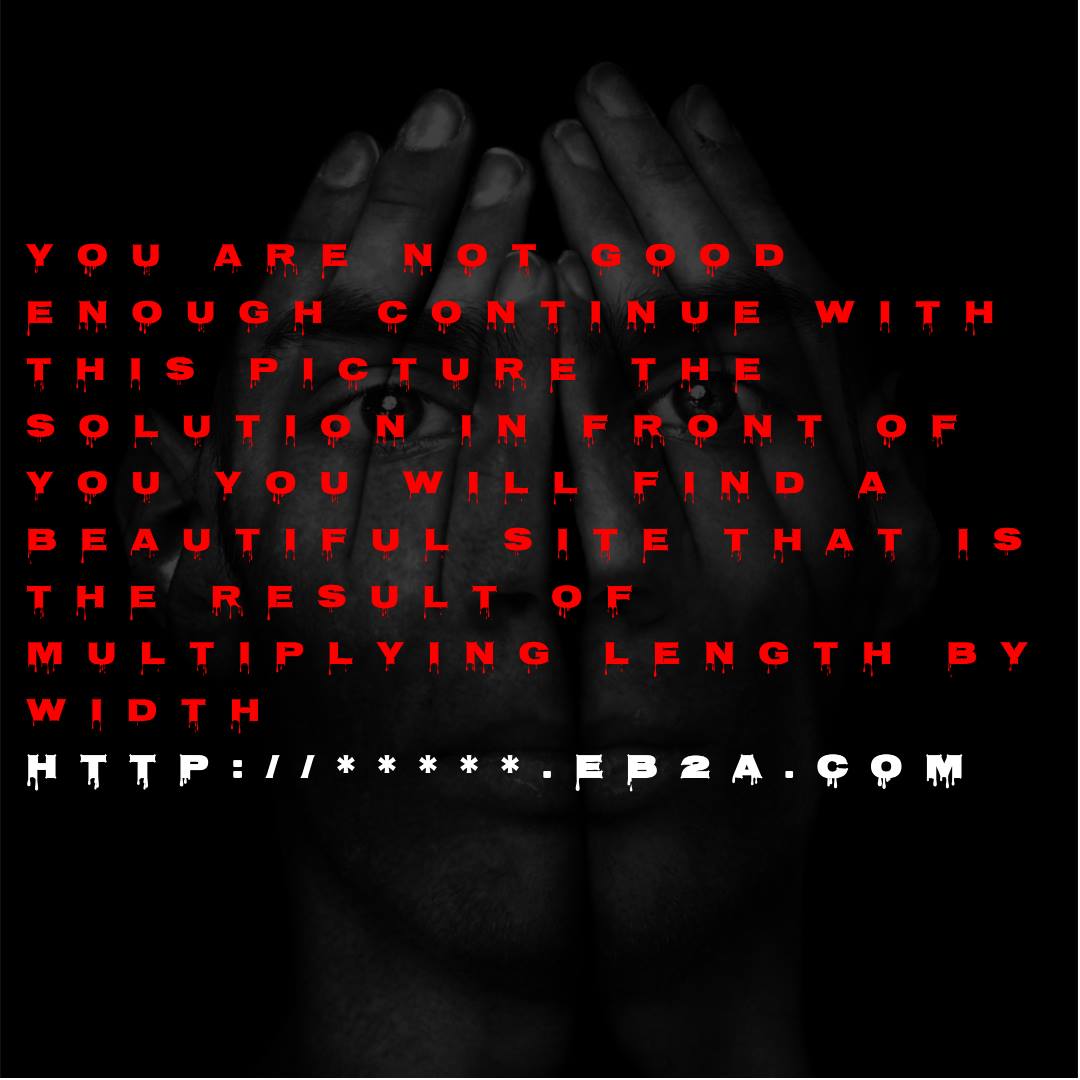 YOU ARE NOT GOOD
ENOUGH CONTINUE WITH
THIS PICTURE THE
SOLUTION IN FRONT OF
YOU YOU WILL FIND A
BEAUTIFUL SITE THAT IS
THE RESULT OF
MULTIPLYING LENGTH BY
WIDTH
HTTP://*****.EB2A.COM